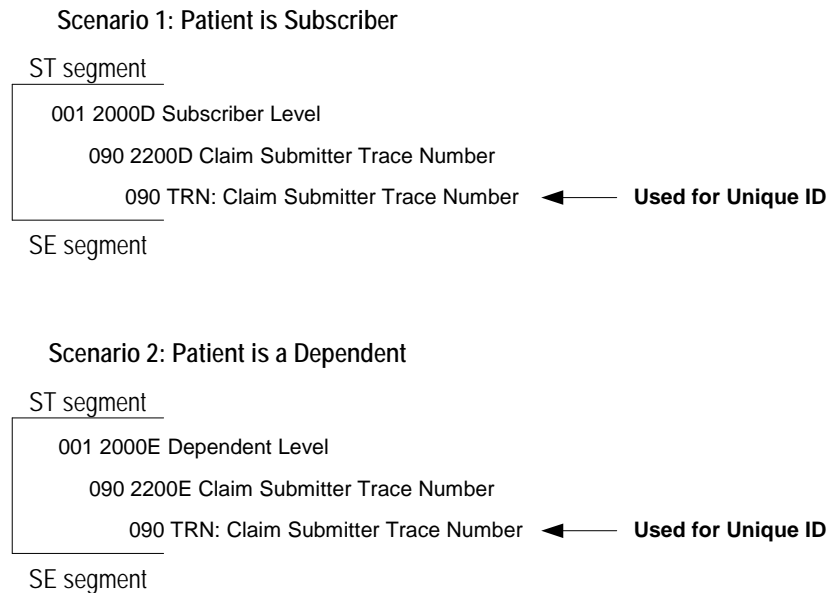 Scenario 1: Patient is Subscriber
ST segment
001 2000D Subscriber Level
090 2200D Claim Submitter Trace Number
090 TRN: Claim Submitter Trace Number Used for Unique ID
SE segment
Scenario 2: Patient is a Dependent
ST segment
001 2000E Dependent Level
090 2200E Claim Submitter Trace Number
090 TRN: Claim Submitter Trace Number Used for Unique ID
SE segment